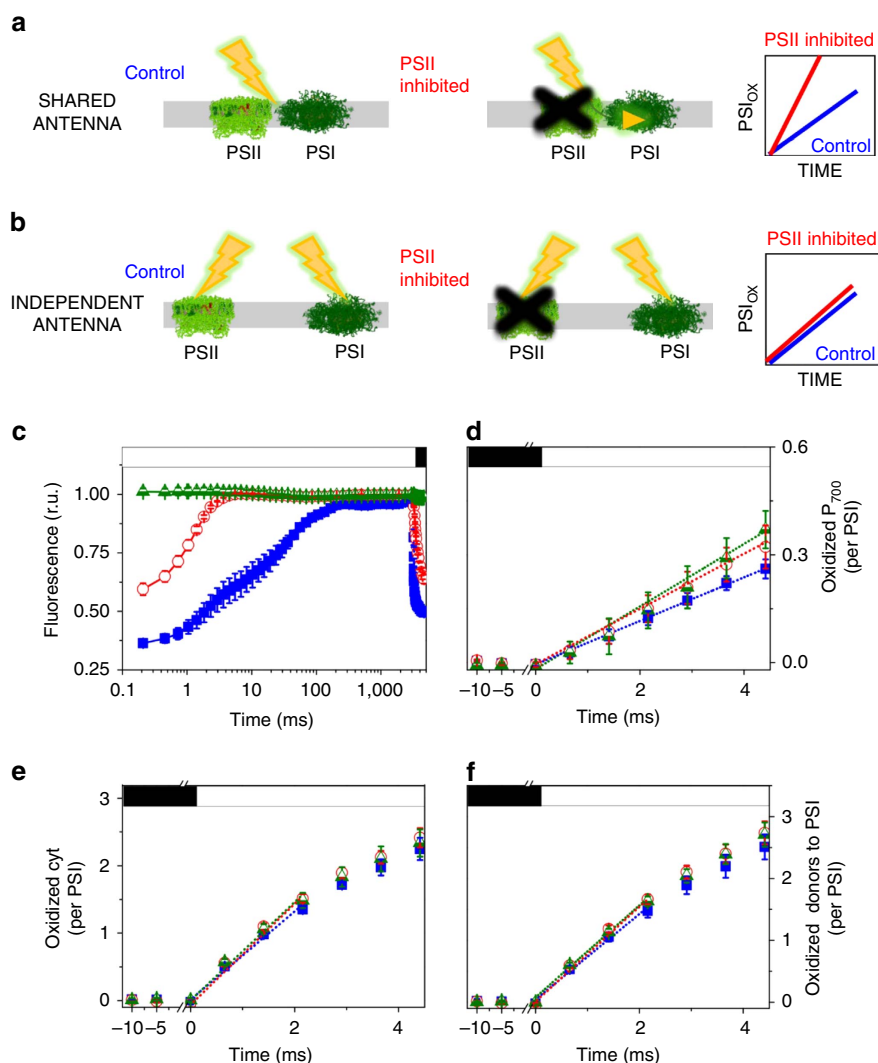 a
Control
SHARED
ANTENNA
PSII
PSI
PSII
inhibited
PSII
PSI
PSII inhibited
PSI_OX
Control
TIME
b
Control
INDEPENDENT
ANTENNA
PSII
PSI
PSII
inhibited
PSII
PSI
PSII inhibited
PSI_OX
Control
TIME
c
Fluorescence (r.u.)
1.00
0.75
0.50
0.25
0.1 1 10 100 1,000
Time (ms)
d
0.6
0.3
0.0
Oxidized P700
(per PSI)
–10 –5 0 2 4
Time (ms)
e
Oxidized cyt
(per PSI)
3
2
1
0
–10 –5 0 2 4
Time (ms)
f
3
2
1
0
Oxidized donors to PSI
(per PSI)
–10 –5 0 2 4
Time (ms)